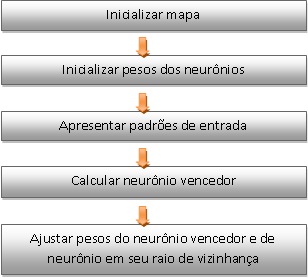 Inicializar mapa
Inicializar pesos dos neurônios
Apresentar padrões de entrada
Calcular neurônio vencedor
Ajustar pesos do neurônio vencedor e de
neurônio em seu raio de vizinhança